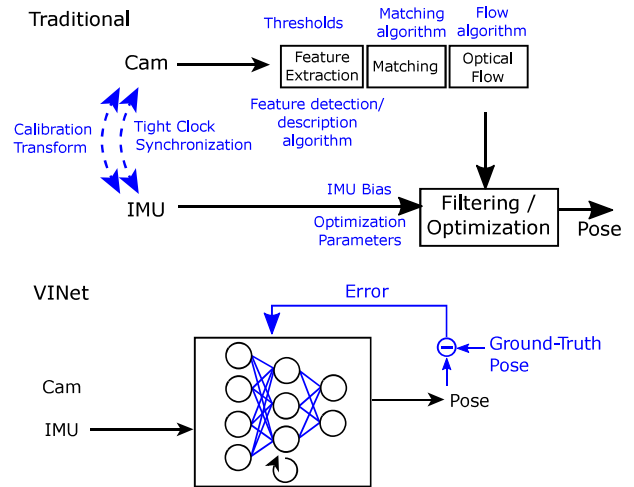 Traditional
Thresholds
Matching
algorithm
Flow
algorithm
Cam
Feature
Extraction
Matching
Optical
Flow
Feature detection/
description
algorithm
Calibration
Transform
Tight Clock
Synchronization
IMU
IMU Bias
Optimization
Parameters
Filtering /
Optimization
Pose
VINet
Error
Ground-Truth
Pose
Cam
IMU
Pose